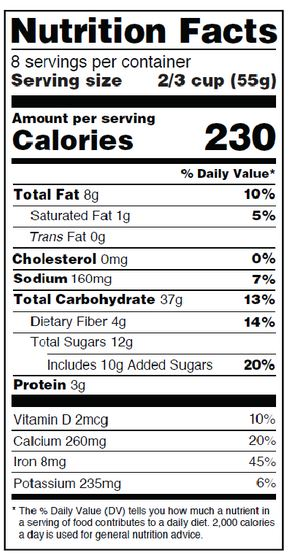 Nutrition Facts
8 servings per container
Serving size 2/3 cup (55g)
Amount per serving
Calories 230
% Daily Value*
Total Fat 8g 10%
Saturated Fat 1g 5%
Trans Fat 0g
Cholesterol 0mg 0%
Sodium 160mg 7%
Total Carbohydrate 37g 13%
Dietary Fiber 4g 14%
Total Sugars 12g
Includes 10g Added Sugars 20%
Protein 3g
Vitamin D 2mcg 10%
Calcium 260mg 20%
Iron 8mg 45%
Potassium 235mg 6%
* The % Daily Value (DV) tells you how much a nutrient in
a serving of food contributes to a daily diet. 2,000 calories
a day is used for general nutrition advice.